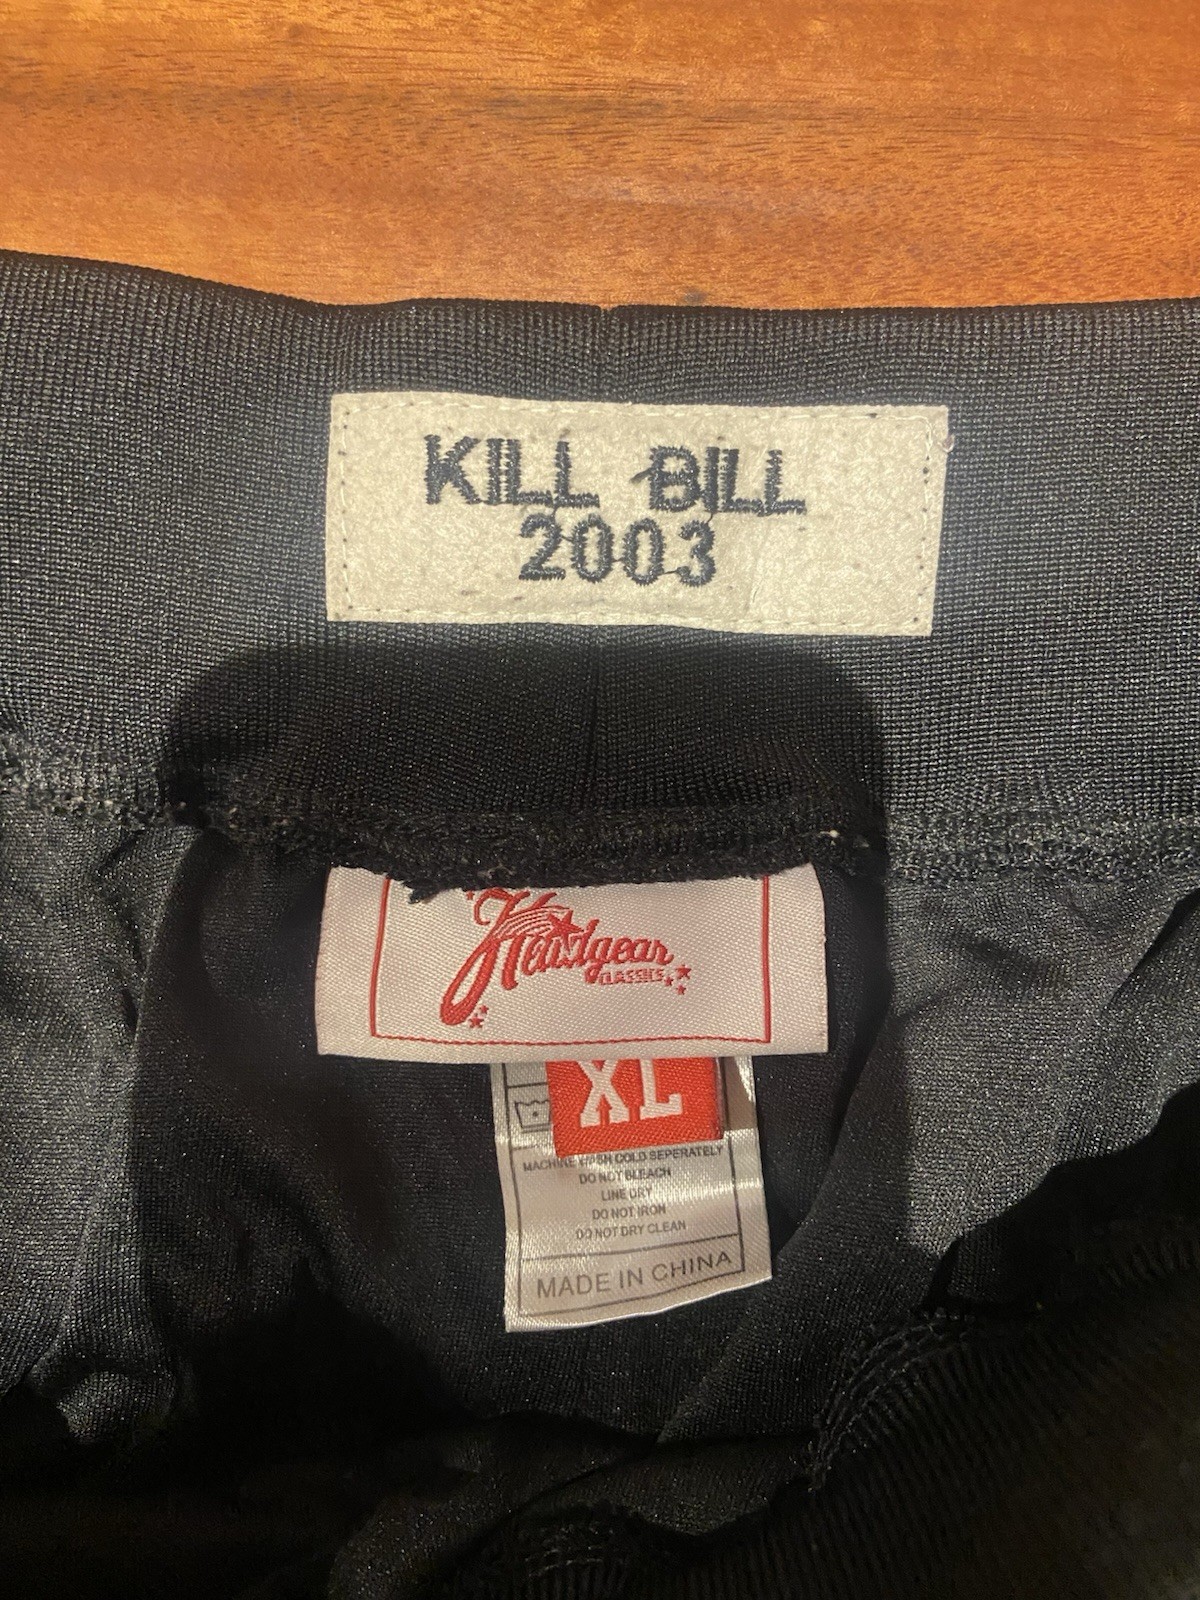 KILL BILL
2003
Headgear
CLASSICS
XL
MACHINE WASH COLD SEPERATELY
DO NOT BLEACH
LINE DRY
DO NOT IRON
DO NOT DRY CLEAN
MADE IN CHINA